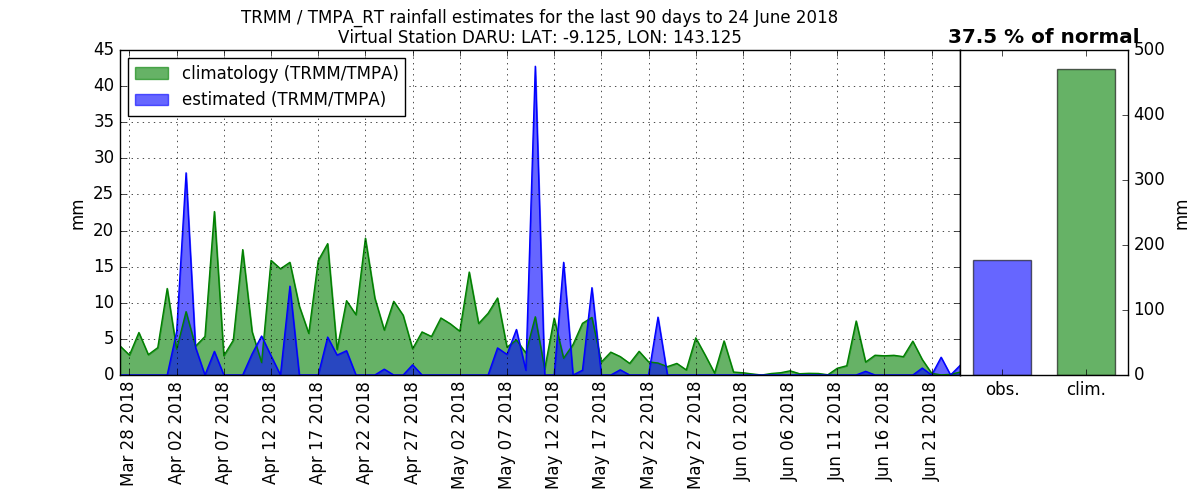 TRMM / TMPA_RT rainfall estimates for the last 90 days to 24 June 2018
Virtual Station DARU: LAT: -9.125, LON: 143.125
37.5 % of normal
climatology (TRMM/TMPA)
estimated (TRMM/TMPA)
mm
45
40
35
30
25
20
15
10
5
0
Mar 28 2018
Apr 02 2018
Apr 07 2018
Apr 12 2018
Apr 17 2018
Apr 22 2018
Apr 27 2018
May 02 2018
May 07 2018
May 12 2018
May 17 2018
May 22 2018
May 27 2018
Jun 01 2018
Jun 06 2018
Jun 11 2018
Jun 16 2018
Jun 21 2018
500
400
300
200
100
0
mm
obs.
clim.